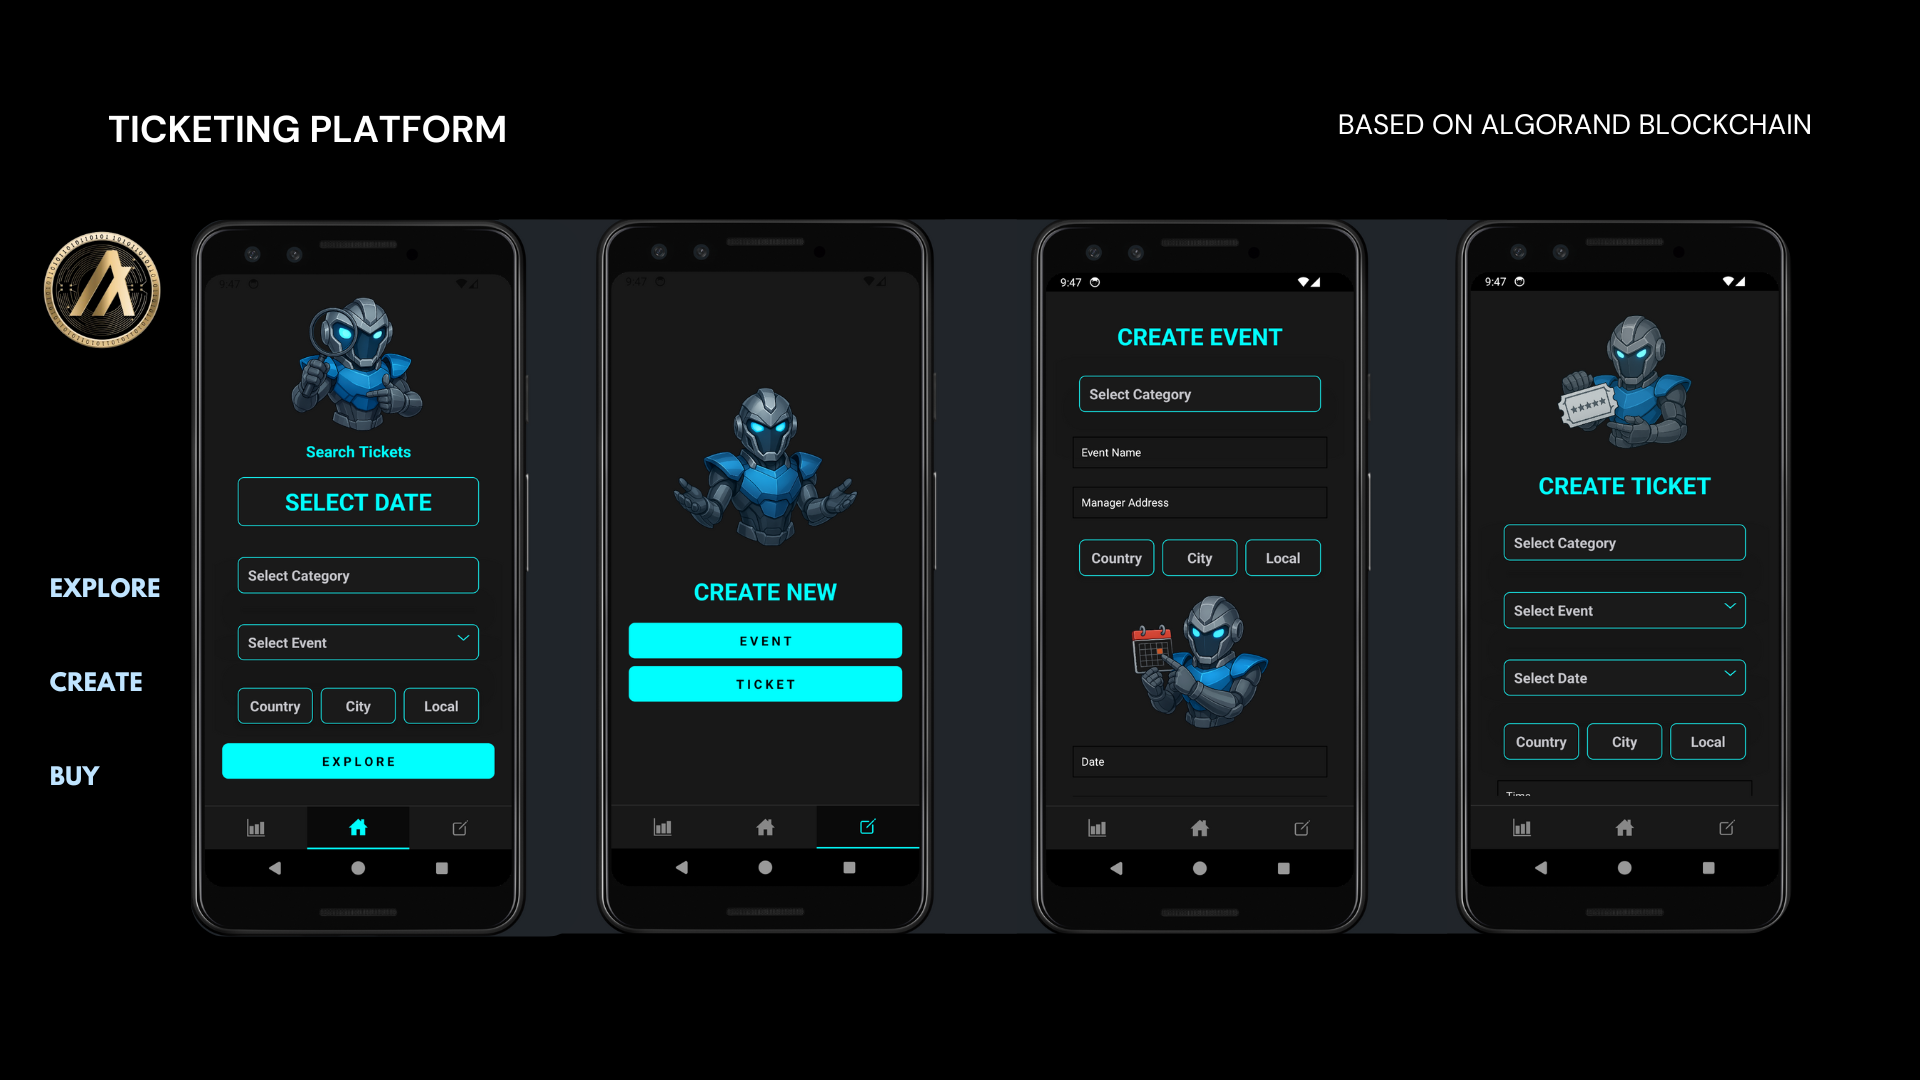 TICKETING PLATFORM
BASED ON ALGORAND BLOCKCHAIN
EXPLORE
CREATE
BUY
9:47
Search Tickets
SELECT DATE
Select Category
Select Event
Country City Local
EXPLORE
9:47
CREATE NEW
EVENT
TICKET
9:47
CREATE EVENT
Select Category
Event Name
Manager Address
Country City Local
Date
9:47
CREATE TICKET
Select Category
Select Event
Select Date
Country City Local
Time